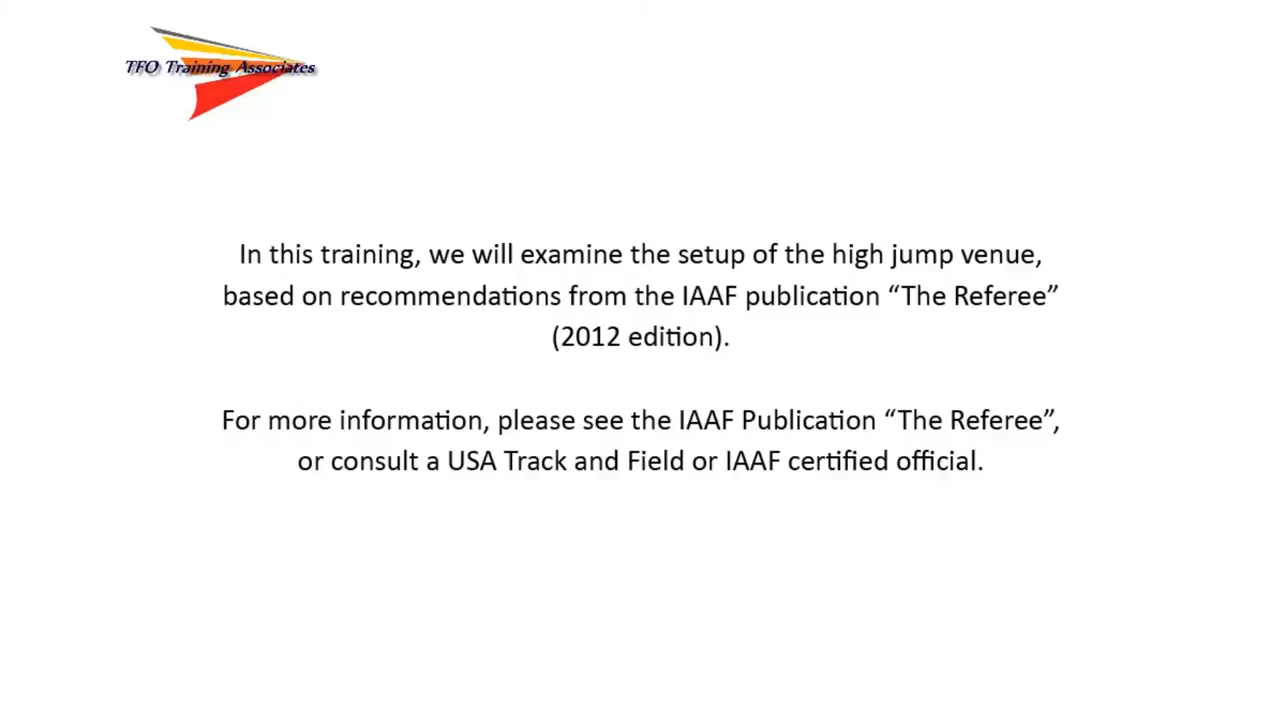 TFO Training Associates
In this training, we will examine the setup of the high jump venue,
based on recommendations from the IAAF publication “The Referee”
(2012 edition).
For more information, please see the IAAF Publication “The Referee”,
or consult a USA Track and Field or IAAF certified official.